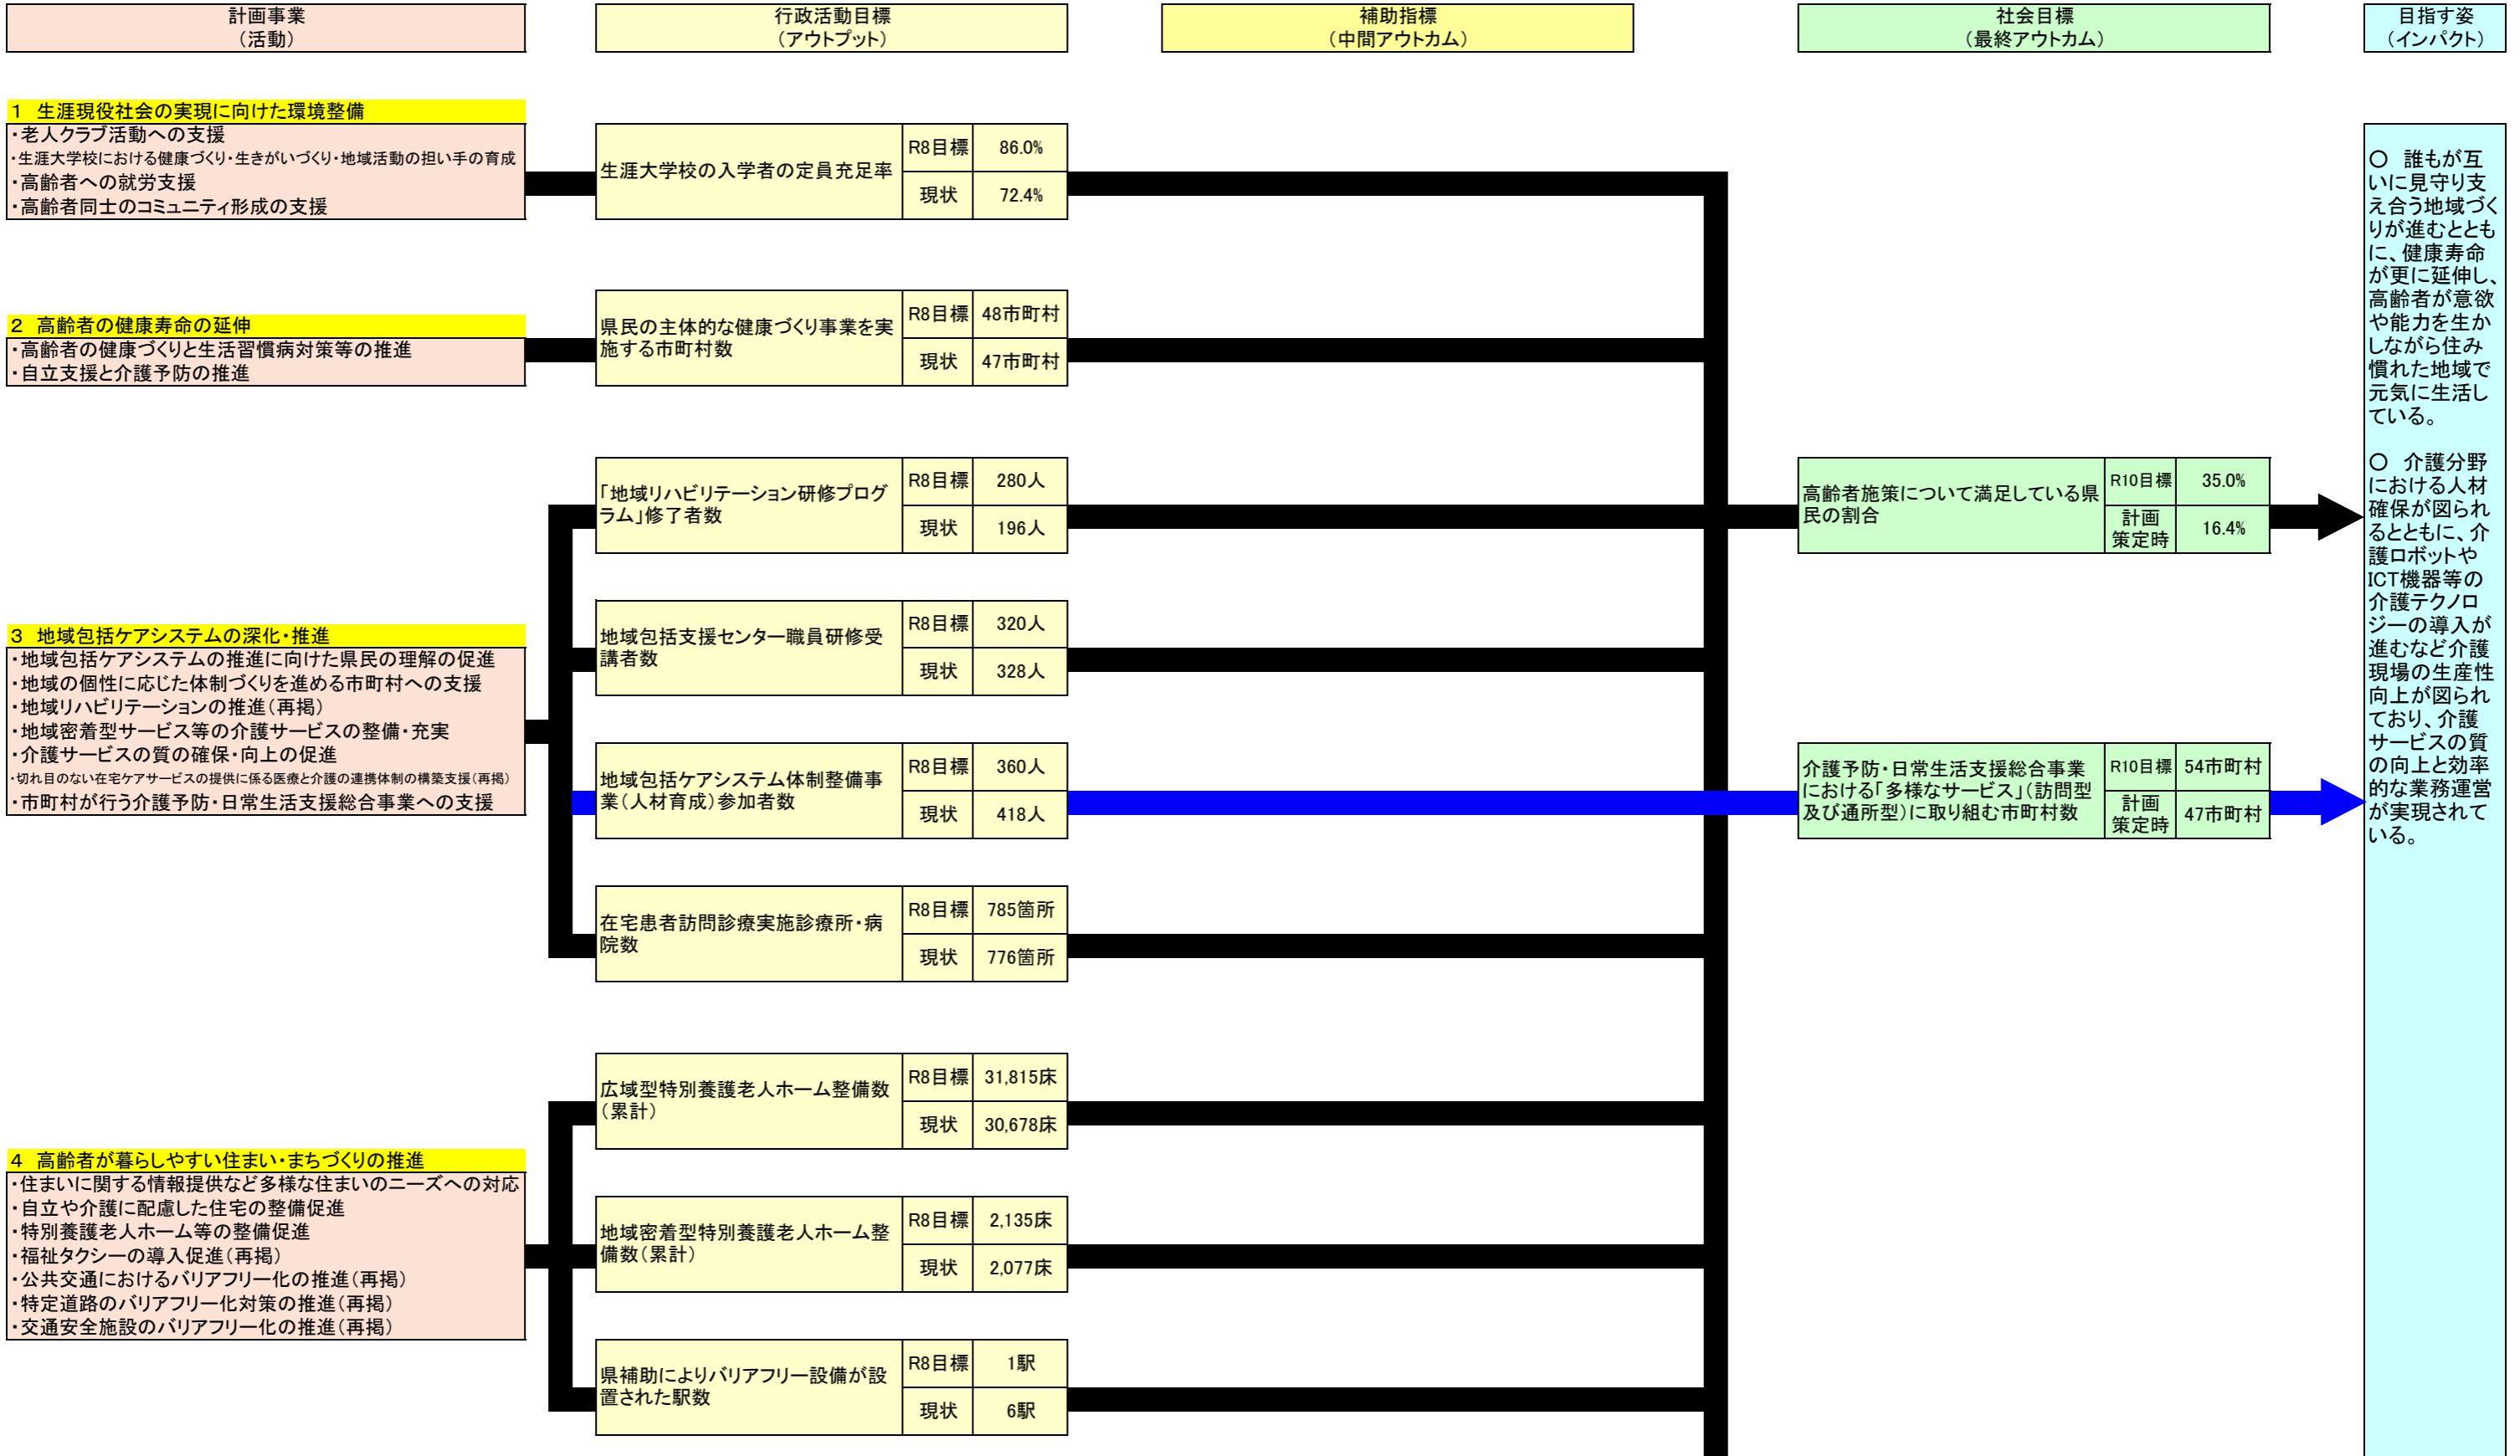 計画事業
（活動）
行政活動目標
（アウトプット）
補助指標
（中間アウトカム）
社会目標
（最終アウトカム）
目指す姿
（インパクト）
1　生涯現役社会の実現に向けた環境整備
・老人クラブ活動への支援
・生涯大学校における健康づくり・生きがいづくり・地域活動の担い手の育成
・高齢者への就労支援
・高齢者同士のコミュニティ形成の支援
生涯大学校の入学者の定員充足率
R8目標
86.0%
現状
72.4%
2　高齢者の健康寿命の延伸
・高齢者の健康づくりと生活習慣病対策等の推進
・自立支援と介護予防の推進
県民の主体的な健康づくり事業を実
施する市町村数
R8目標
48市町村
現状
47市町村
3　地域包括ケアシステムの深化・推進
・地域包括ケアシステムの推進に向けた県民の理解の促進
・地域の個性に応じた体制づくりを進める市町村への支援
・地域リハビリテーションの推進（再掲）
・地域密着型サービス等の介護サービスの整備・充実
・介護サービスの質の確保・向上の促進
・切れ目のない在宅ケアサービスの提供に係る医療と介護の連携体制の構築支援（再掲）
・市町村が行う介護予防・日常生活支援総合事業への支援
「地域リハビリテーション研修プログ
ラム」修了者数
R8目標
280人
現状
196人
地域包括支援センター職員研修受
講者数
R8目標
320人
現状
328人
地域包括ケアシステム体制整備事
業（人材育成）参加者数
R8目標
360人
現状
418人
在宅患者訪問診療実施診療所・病
院数
R8目標
785箇所
現状
776箇所
4　高齢者が暮らしやすい住まい・まちづくりの推進
・住まいに関する情報提供など多様な住まいのニーズへの対応
・自立や介護に配慮した住宅の整備促進
・特別養護老人ホーム等の整備促進
・福祉タクシーの導入促進（再掲）
・公共交通におけるバリアフリー化の推進（再掲）
・特定道路のバリアフリー化対策の推進（再掲）
・交通安全施設のバリアフリー化の推進（再掲）
広域型特別養護老人ホーム整備数
（累計）
R8目標
31,815床
現状
30,678床
地域密着型特別養護老人ホーム整
備数（累計）
R8目標
2,135床
現状
2,077床
県補助によりバリアフリー設備が設
置された駅数
R8目標
1駅
現状
6駅
高齢者施策について満足している県
民の割合
R10目標
35.0%
計画
策定時
16.4%
介護予防・日常生活支援総合事業
における「多様なサービス」（訪問型
及び通所型）に取り組む市町村数
R10目標
54市町村
計画
策定時
47市町村
○　誰もが互
いに見守り支
え合う地域づく
りが進むととも
に、健康寿命
が更に延伸し、
高齢者が意欲
や能力を生か
しながら住み
慣れた地域で
元気に生活し
ている。
○　介護分野
における人材
確保が図られ
るとともに、介
護ロボットや
ICT機器等の
介護テクノロ
ジーの導入が
進むなど介護
現場の生産性
向上が図られ
ており、介護
サービスの質
の向上と効率
的な業務運営
が実現されて
いる。